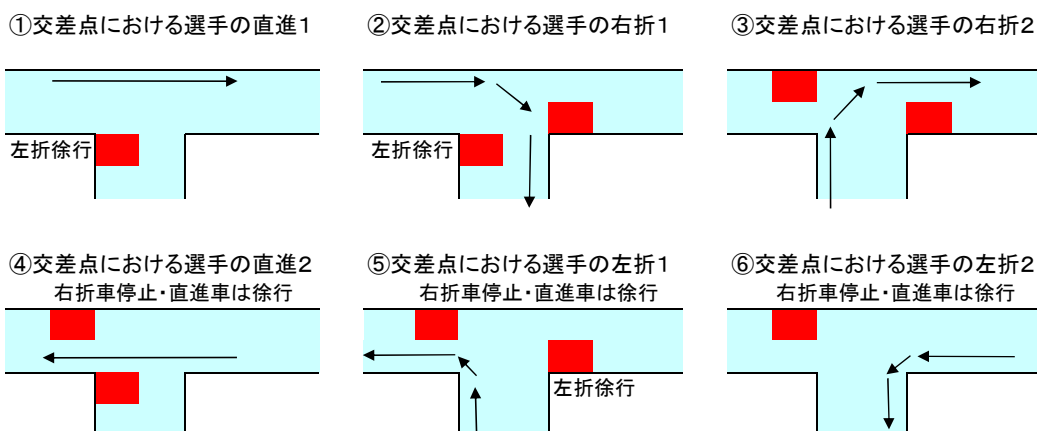 ①交差点における選手の直進1
②交差点における選手の右折1
③交差点における選手の右折2
左折徐行
左折徐行
④交差点における選手の直進2
右折車停止・直進車は徐行
⑤交差点における選手の左折1
右折車停止・直進車は徐行
⑥交差点における選手の左折2
右折車停止・直進車は徐行
左折徐行